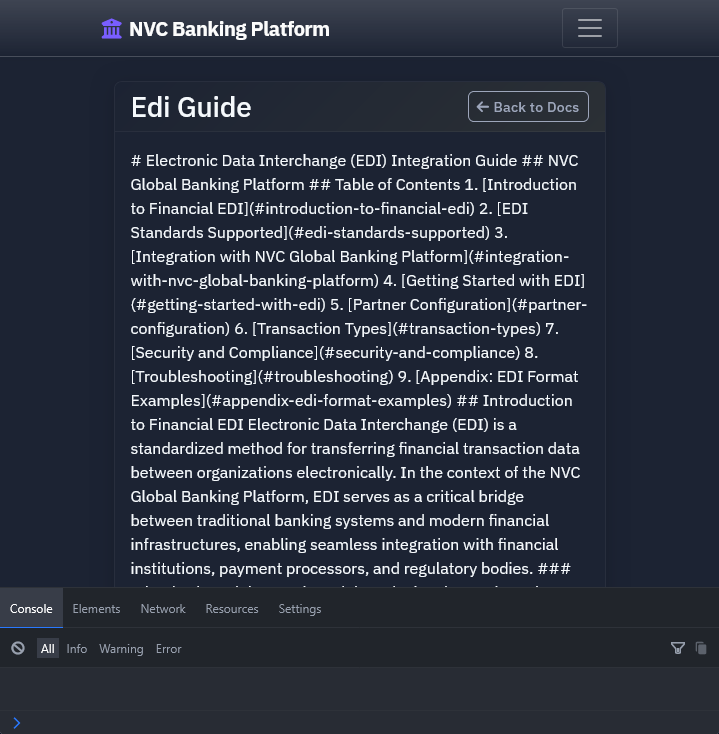 NVC Banking Platform
Edi Guide
Back to Docs
# Electronic Data Interchange (EDI) Integration Guide ## NVC
Global Banking Platform ## Table of Contents 1. [Introduction
to Financial EDI](#introduction-to-financial-edi) 2. [EDI
Standards Supported](#edi-standards-supported) 3.
[Integration with NVC Global Banking Platform](#integration-
with-nvc-global-banking-platform) 4. [Getting Started with EDI]
(#getting-started-with-edi) 5. [Partner Configuration](#partner-
configuration) 6. [Transaction Types](#transaction-types) 7.
[Security and Compliance](#security-and-compliance) 8.
[Troubleshooting](#troubleshooting) 9. [Appendix: EDI Format
Examples](#appendix-edi-format-examples) ## Introduction
to Financial EDI Electronic Data Interchange (EDI) is a
standardized method for transferring financial transaction data
between organizations electronically. In the context of the NVC
Global Banking Platform, EDI serves as a critical bridge
between traditional banking systems and modern financial
infrastructures, enabling seamless integration with financial
institutions, payment processors, and regulatory bodies. ###
Console Elements Network Resources Settings
All Info Warning Error